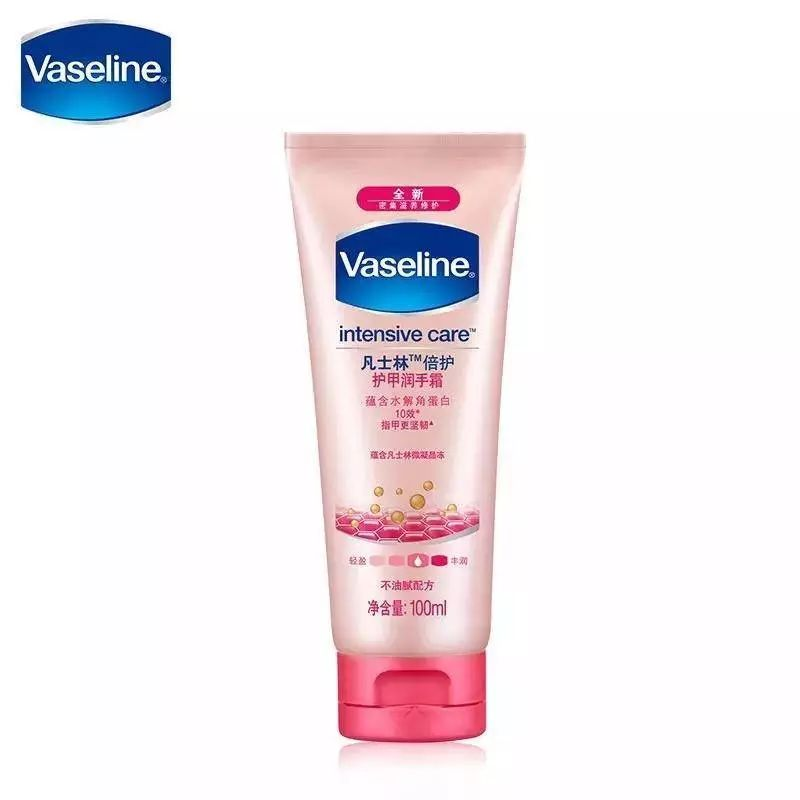 Vaseline®
全新
密集滋养修护
Vaseline®
intensive care™
凡士林™倍护
护甲润手霜
蕴含水解角蛋白
10效*
指甲更坚韧▲
蕴含凡士林微凝晶冻
轻盈 丰润
不油腻配方
净含量:100ml